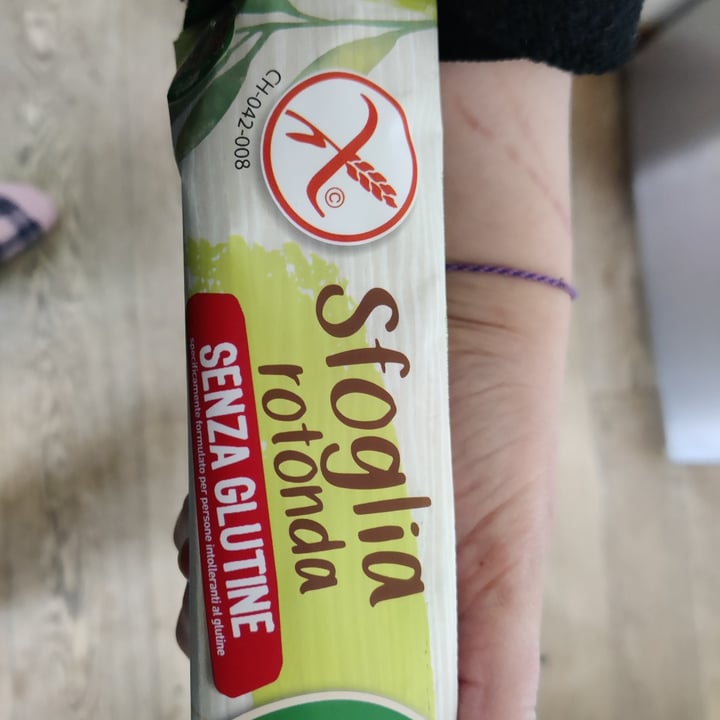 CH-042-008
©
Sfoglia
rotonda
SENZA GLUTINE
specificamente formulato per persone intolleranti al glutine